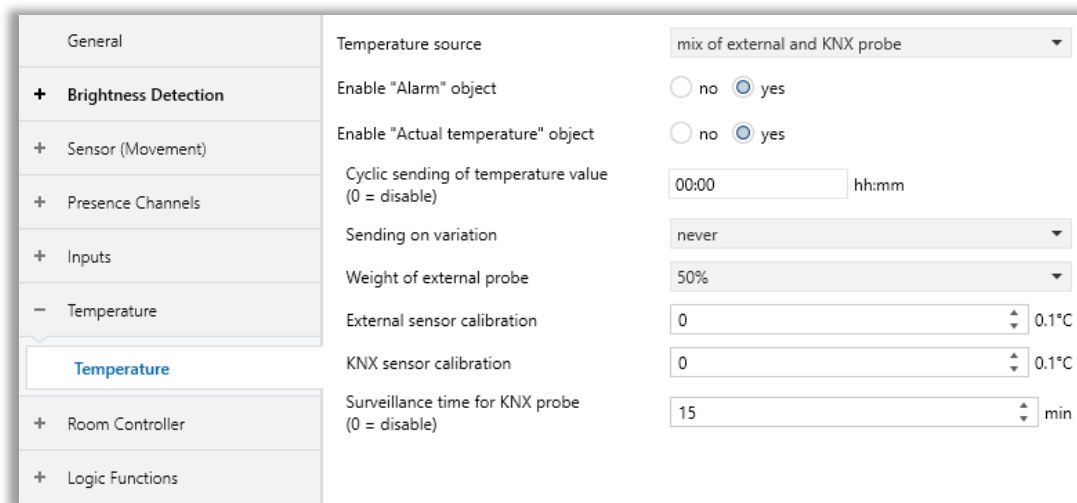 General
+ Brightness Detection
+ Sensor (Movement)
+ Presence Channels
+ Inputs
− Temperature
Temperature
+ Room Controller
+ Logic Functions
Temperature source mix of external and KNX probe
Enable "Alarm" object no yes
Enable "Actual temperature" object no yes
Cyclic sending of temperature value
(0 = disable) 00:00 hh:mm
Sending on variation never
Weight of external probe 50%
External sensor calibration 0 0.1°C
KNX sensor calibration 0 0.1°C
Surveillance time for KNX probe
(0 = disable) 15 min